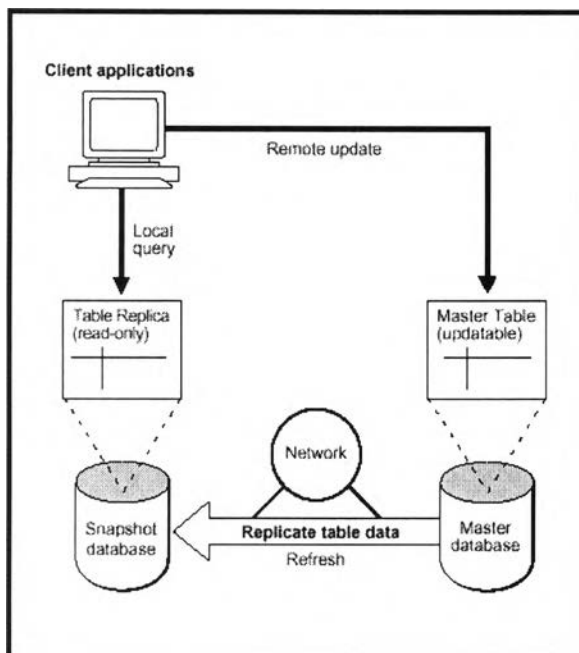 Client applications
Remote update
Local
query
Table Replica
(read-only)
Master Table
(updatable)
Network
Snapshot
database
Replicate table data
Refresh
Master
database